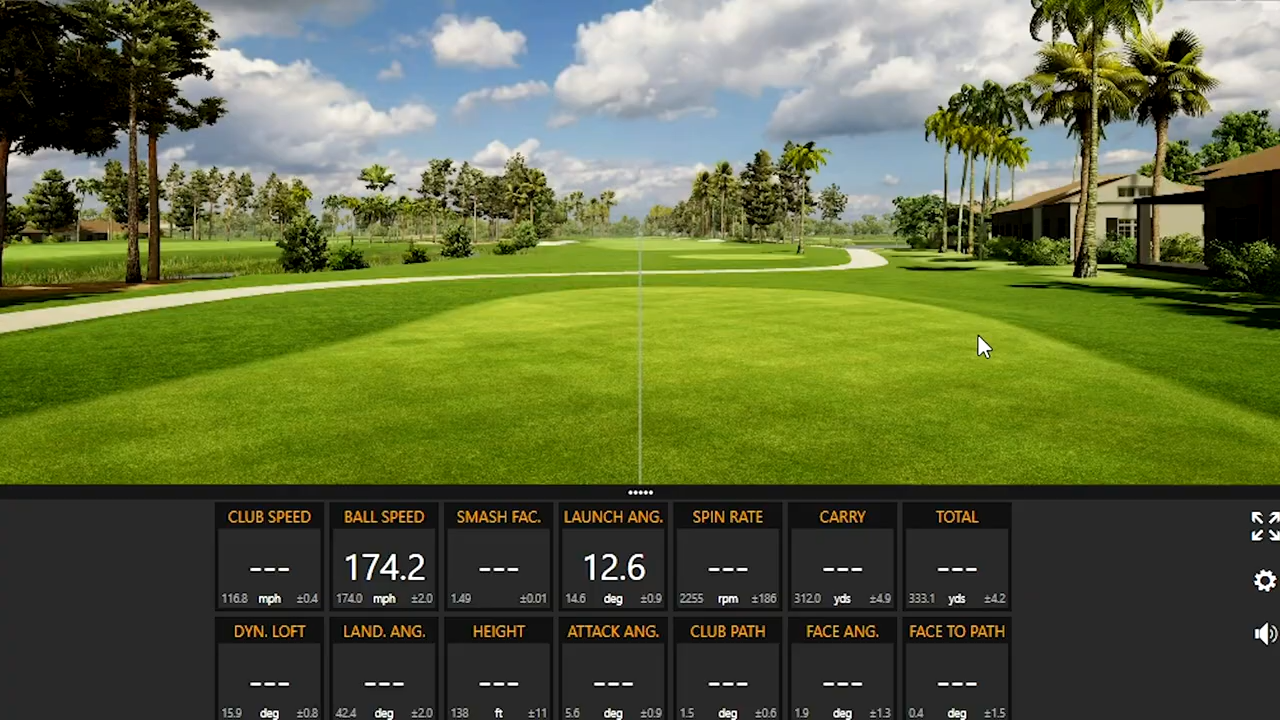 CLUB SPEED BALL SPEED SMASH FAC. LAUNCH ANG. SPIN RATE CARRY TOTAL
--- 174.2 --- 12.6 --- --- ---
116.8 mph ±0.4 174.0 mph ±2.0 1.49 ±0.01 14.6 deg ±0.9 2255 rpm ±186 312.0 yds ±4.9 333.1 yds ±4.2
DYN. LOFT LAND. ANG. HEIGHT ATTACK ANG. CLUB PATH FACE ANG. FACE TO PATH
--- --- --- --- --- --- ---
15.9 deg ±0.8 42.4 deg ±2.0 138 ft ±11 5.6 deg ±0.9 1.5 deg ±0.6 1.9 deg ±1.3 0.4 deg ±1.5